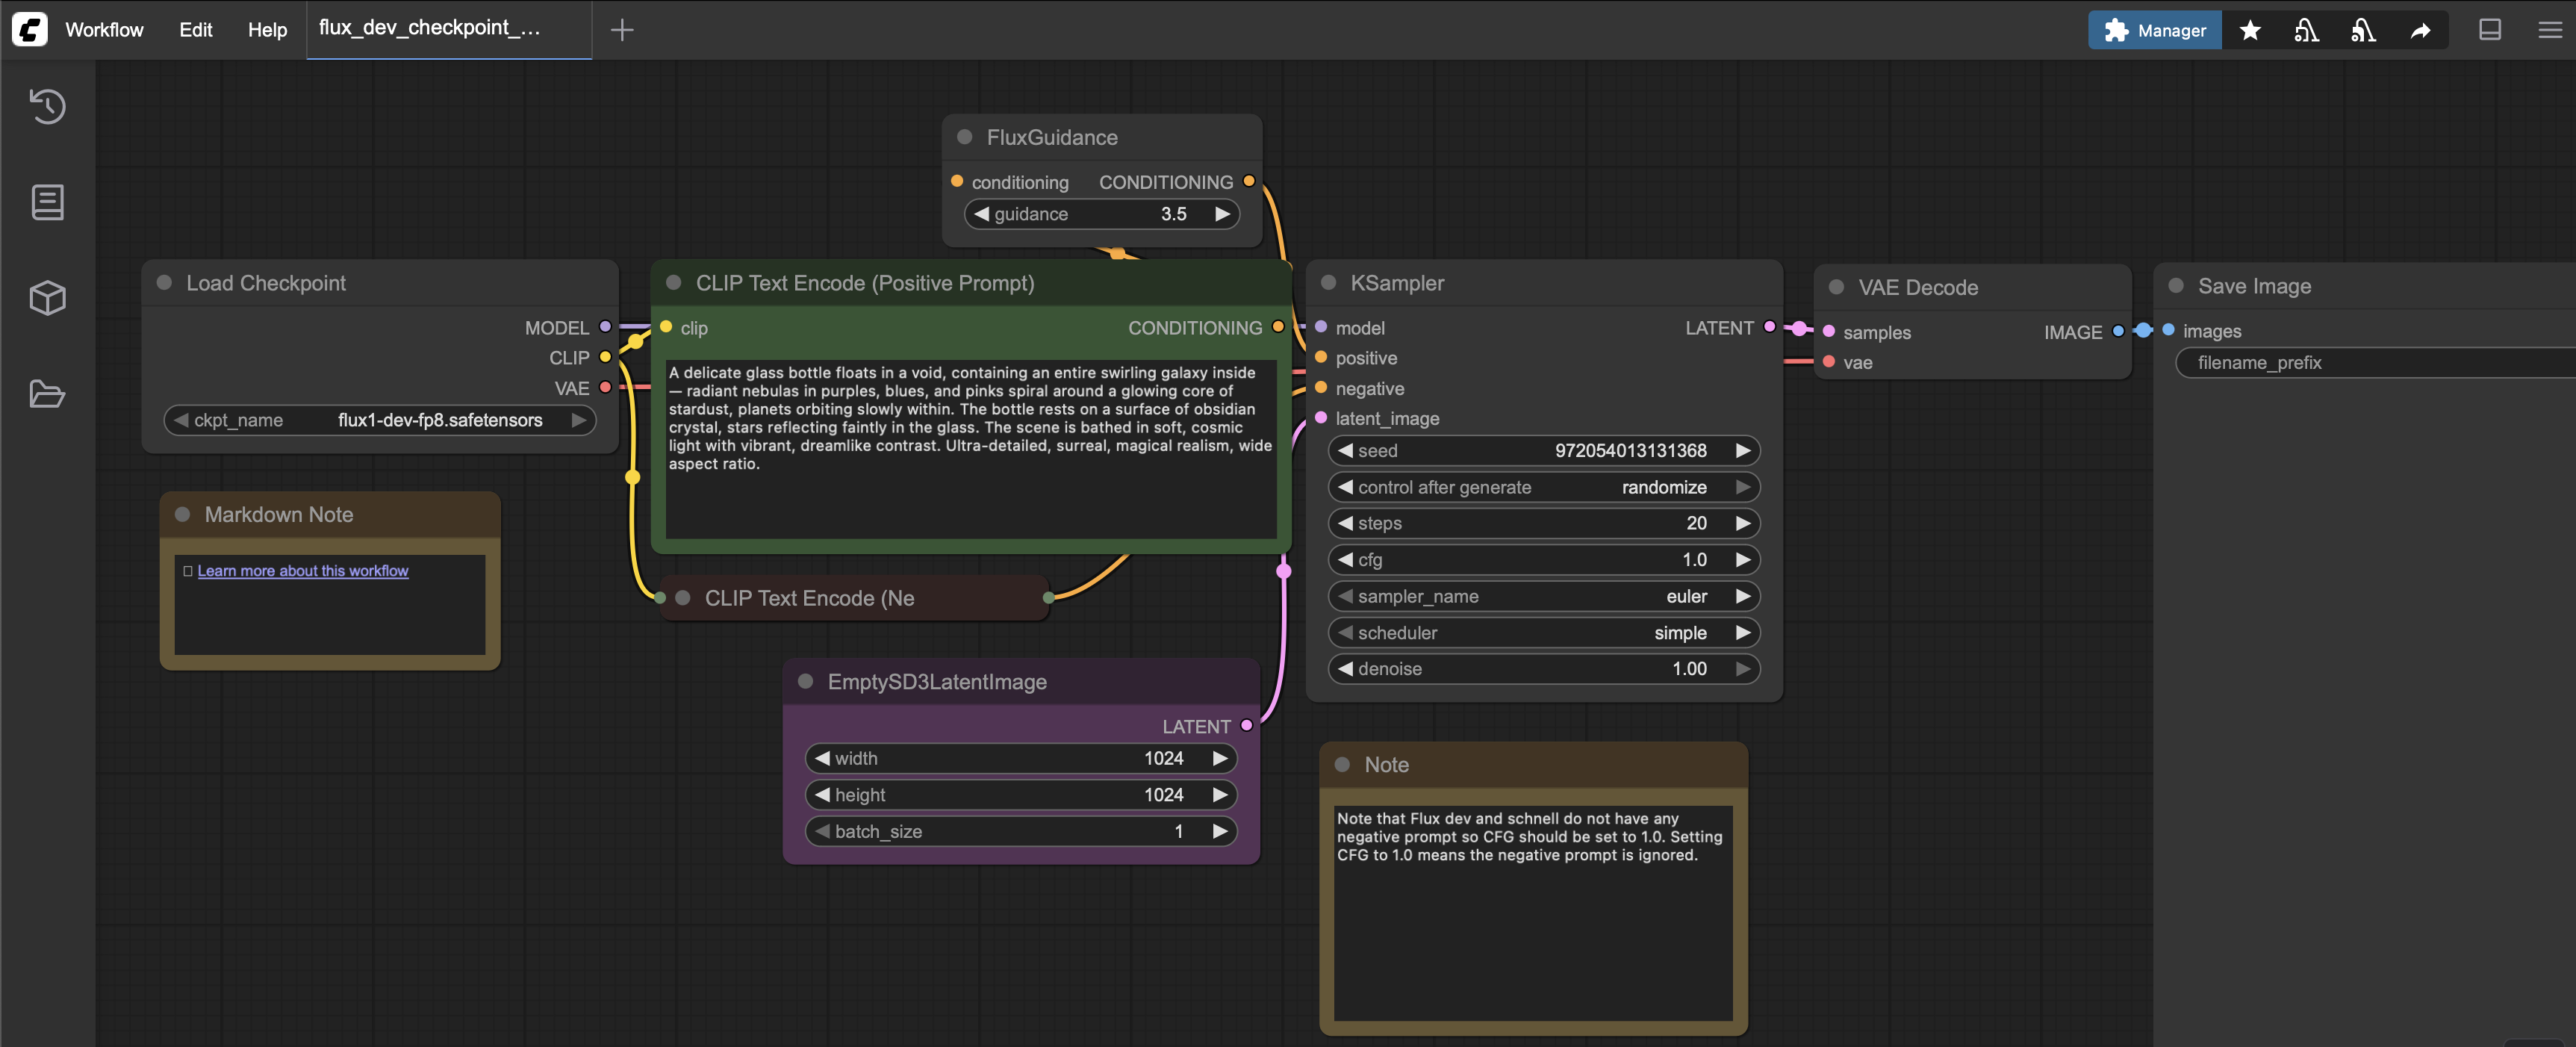 Workflow
Edit
Help
flux_dev_checkpoint_...
Manager
FluxGuidance
conditioning
CONDITIONING
guidance
3.5
Load Checkpoint
MODEL
CLIP
VAE
ckpt_name
flux1-dev-fp8.safetensors
CLIP Text Encode (Positive Prompt)
clip
CONDITIONING
A delicate glass bottle floats in a void, containing an entire swirling galaxy inside
— radiant nebulas in purples, blues, and pinks spiral around a glowing core of
stardust, planets orbiting slowly within. The bottle rests on a surface of obsidian
crystal, stars reflecting faintly in the glass. The scene is bathed in soft, cosmic
light with vibrant, dreamlike contrast. Ultra-detailed, surreal, magical realism, wide
aspect ratio.
KSampler
model
LATENT
positive
negative
latent_image
seed
972054013131368
control after generate
randomize
steps
20
cfg
1.0
sampler_name
euler
scheduler
simple
denoise
1.00
VAE Decode
samples
IMAGE
vae
Save Image
images
filename_prefix
Markdown Note
Learn more about this workflow
CLIP Text Encode (Ne
EmptySD3LatentImage
LATENT
width
1024
height
1024
batch_size
1
Note
Note that Flux dev and schnell do not have any
negative prompt so CFG should be set to 1.0. Setting
CFG to 1.0 means the negative prompt is ignored.